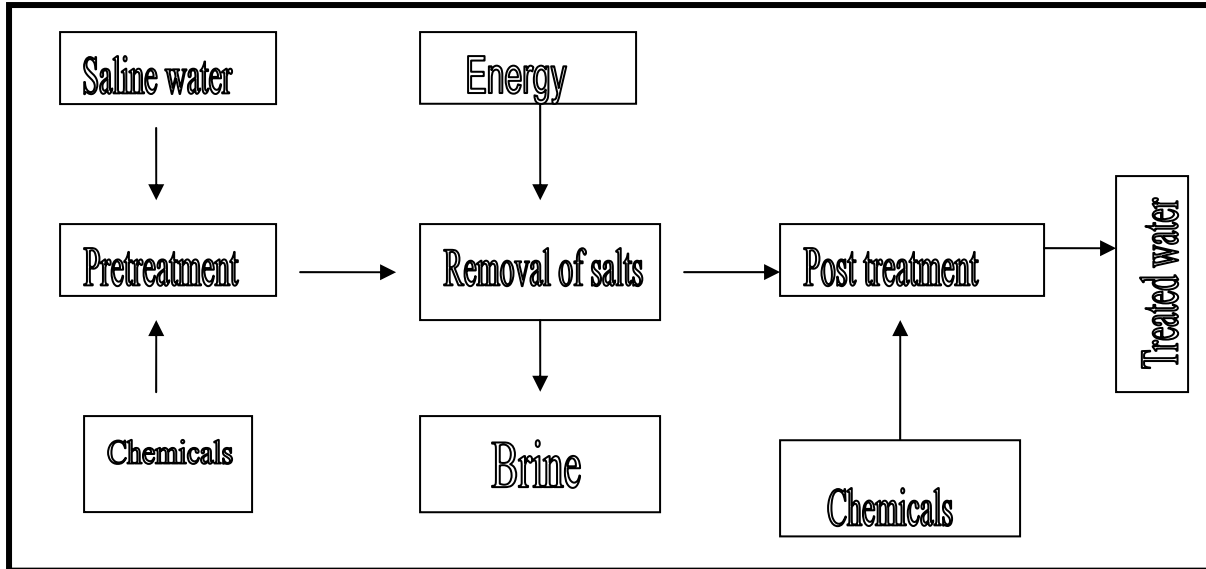 Saline water
Energy
Pretreatment
Removal of salts
Post treatment
Treated water
Chemicals
Brine
Chemicals